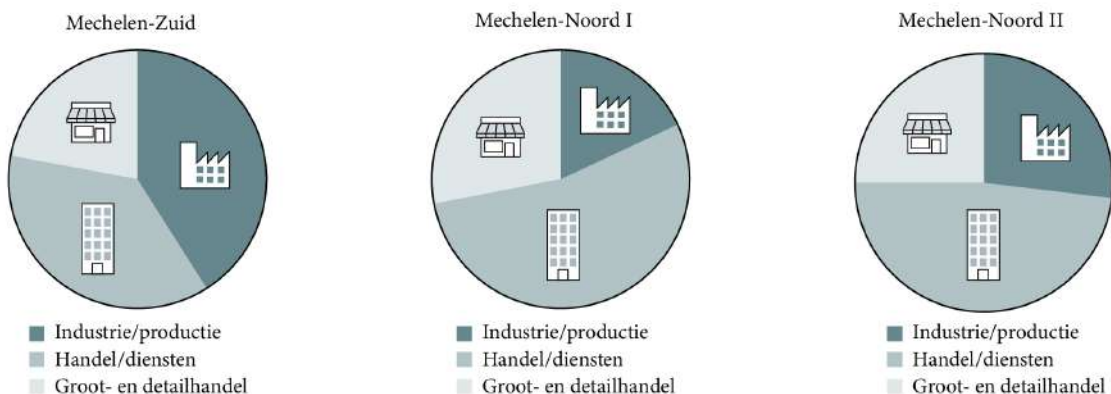 Mechelen-Zuid
Industrie/productie
Handel/diensten
Groot- en detailhandel
Mechelen-Noord I
Industrie/productie
Handel/diensten
Groot- en detailhandel
Mechelen-Noord II
Industrie/productie
Handel/diensten
Groot- en detailhandel